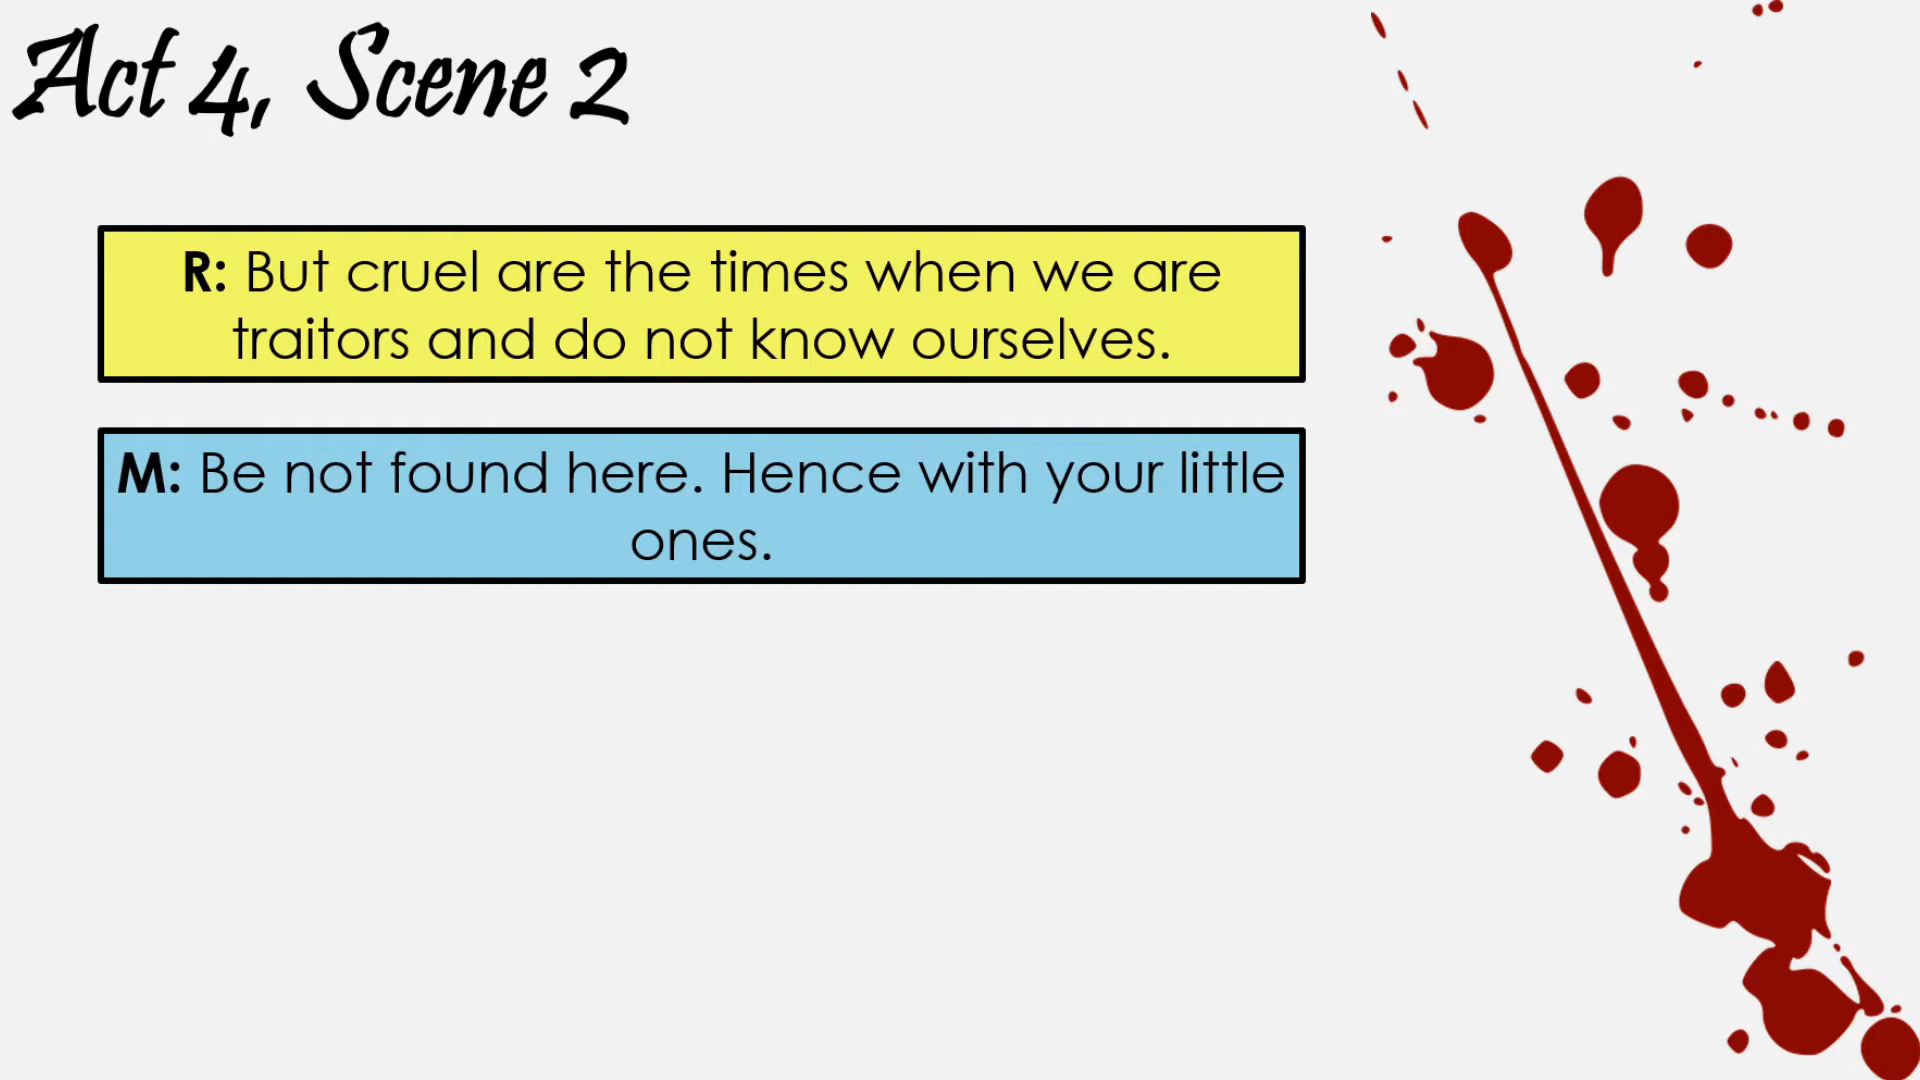 Act 4, Scene 2
R: But cruel are the times when we are
traitors and do not know ourselves.
M: Be not found here. Hence with your little
ones.